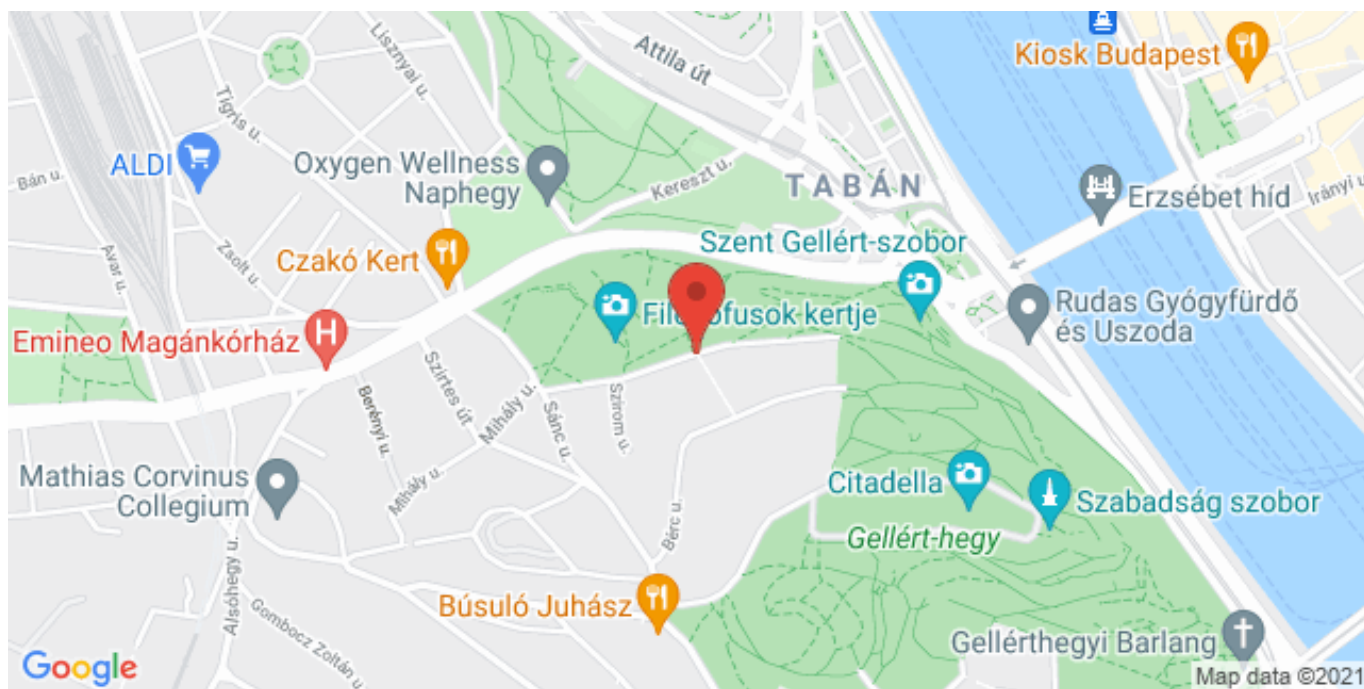 Lisznyai u.
Attila út
Kiosk Budapest
Tigris u.
ALDI
Bán u.
Oxygen Wellness
Naphegy
Kereszt u.
TABÁN
Erzsébet híd
Irányi u
Avar u.
Zsolt u.
Czakó Kert
Szent Gellért-szobor
Emineo Magánkórház
kertje
Rudas Gyógyfürdő
és Uszoda
Szirtes út
Berényi u.
Mihály u.
Sánc u.
Szirom u.
Mihály u.
Mathias Corvinus
Collegium
Citadella
Szabadság szobor
Bérc u.
Gellért-hegy
Alsóhegy u.
Búsuló Juhász
Gombocz Zoltán u.
Gellérthegyi Barlang
Google
Map data ©2021